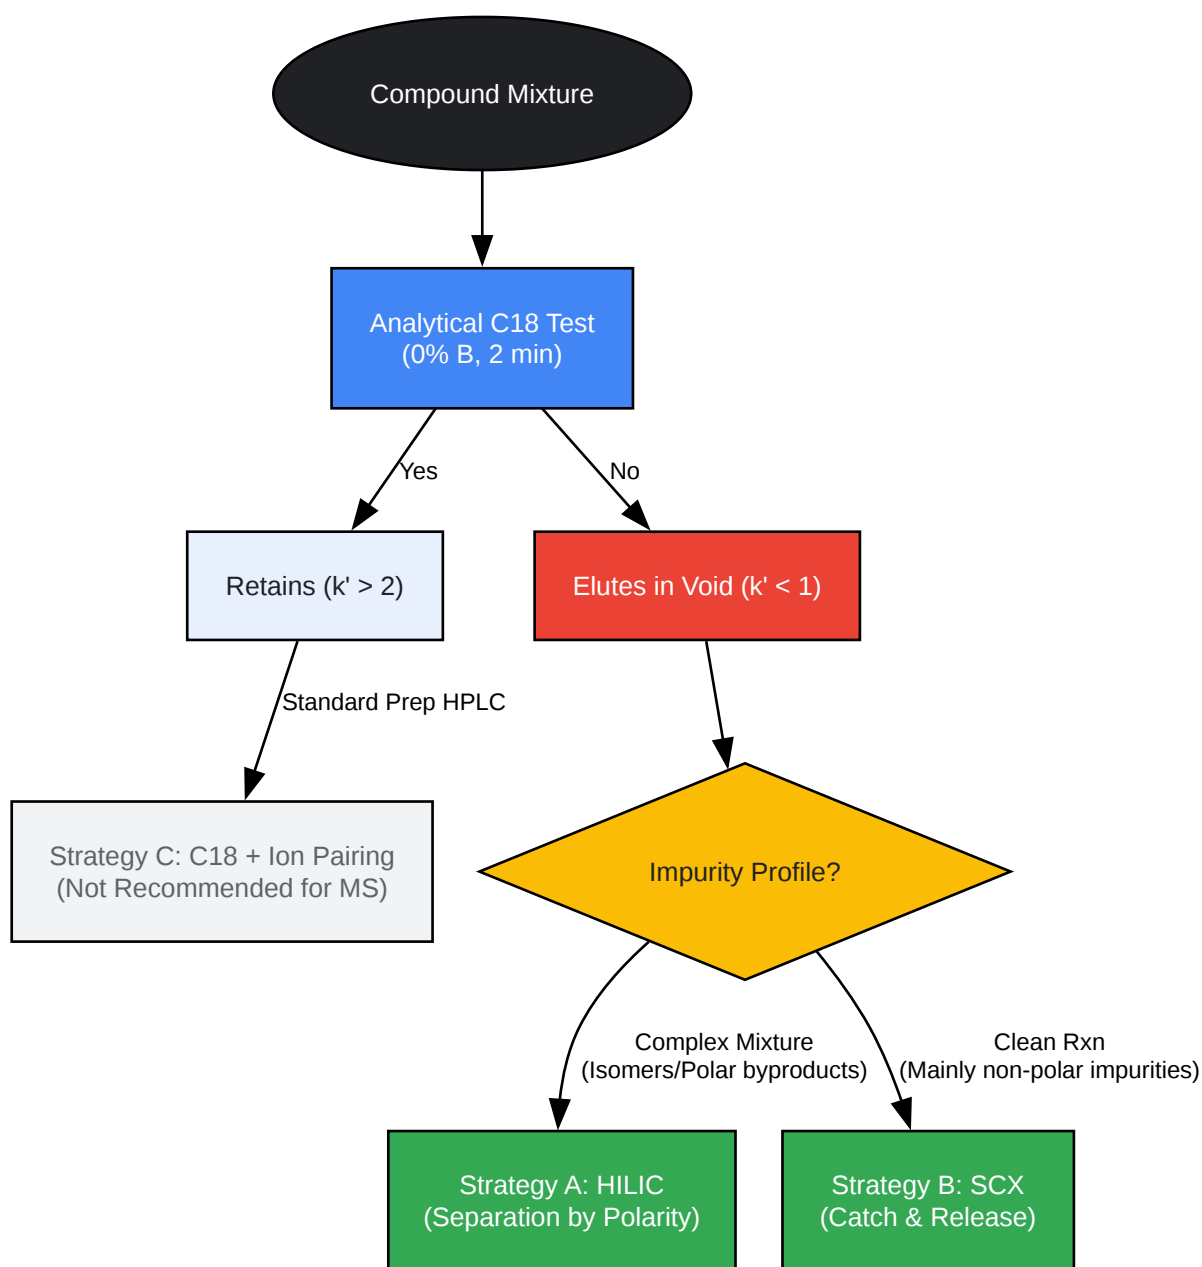 Compound Mixture
Analytical C18 Test
(0% B, 2 min)
Yes
No
Retains (k' > 2)
Elutes in Void (k' < 1)
Standard Prep HPLC
Strategy C: C18 + Ion Pairing
(Not Recommended for MS)
Impurity Profile?
Complex Mixture
(Isomers/Polar byproducts)
Clean Rxn
(Mainly non-polar impurities)
Strategy A: HILIC
(Separation by Polarity)
Strategy B: SCX
(Catch & Release)